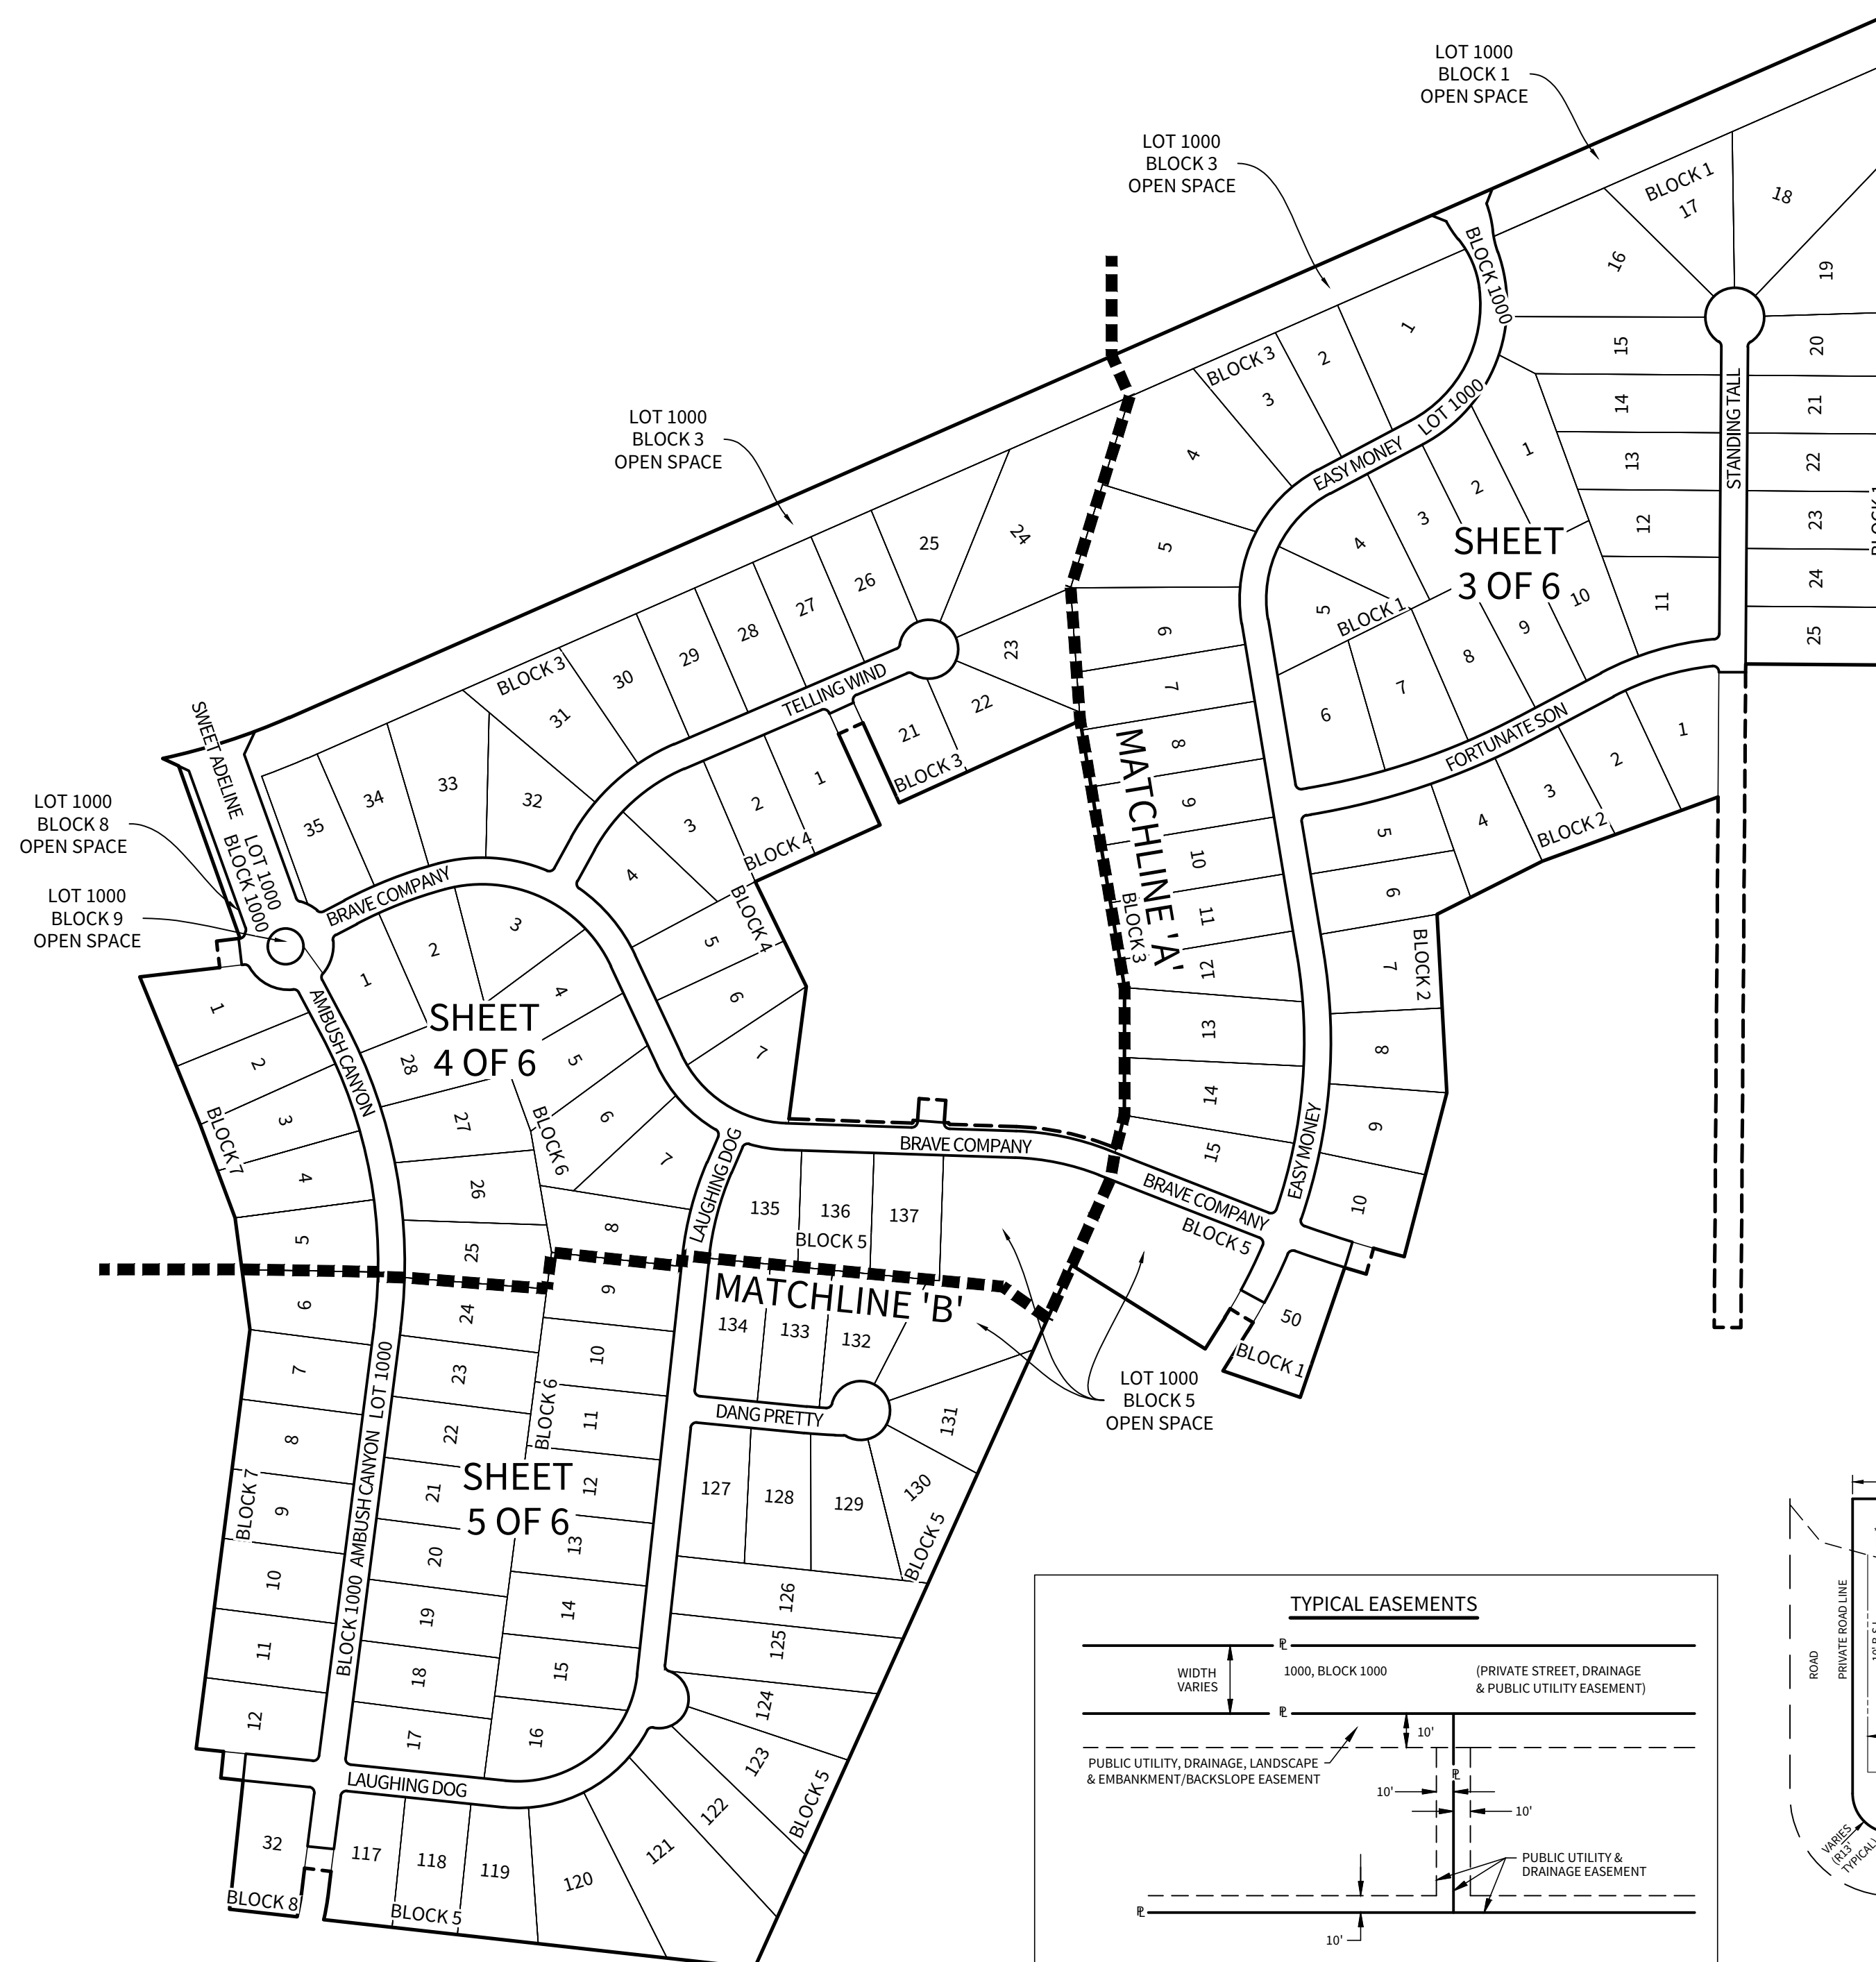 LOT 1000
BLOCK 1
OPEN SPACE
LOT 1000
BLOCK 3
OPEN SPACE
LOT 1000
BLOCK 3
OPEN SPACE
LOT 1000
BLOCK 8
OPEN SPACE
LOT 1000
BLOCK 9
OPEN SPACE
BLOCK 1
17
18
16
19
15
20
14
21
13
22
12
23
24
11
25
STANDING TALL
BLOCK 1000
BLOCK 3
1
2
3
4
5
6
7
8
9
10
11
12
13
14
15
BLOCK 3
EASY MONEY
LOT 1000
1
2
3
4
5
BLOCK 1
6
7
8
9
10
SHEET
3 OF 6
FORTUNATE SON
1
2
3
4
5
6
7
8
9
10
BLOCK 2
BLOCK 2
EASY MONEY
MATCHLINE 'A'
BRAVE COMPANY
BLOCK 5
50
BLOCK 1
LOT 1000
BLOCK 5
OPEN SPACE
24
25
26
27
28
29
30
31
32
33
34
35
BLOCK 3
23
22
21
BLOCK 3
TELLING WIND
1
2
3
4
5
6
7
BLOCK 4
BLOCK 4
SWEET ADELINE
LOT 1000
BLOCK 1000
BRAVE COMPANY
AMBUSH CANYON
1
2
3
4
5
6
7
8
28
27
26
25
BLOCK 6
SHEET
4 OF 6
1
2
3
4
5
BLOCK 7
LAUGHING DOG
BRAVE COMPANY
135
136
137
BLOCK 5
MATCHLINE 'B'
134
133
132
131
130
129
128
127
126
125
124
123
122
121
120
119
118
117
DANG PRETTY
BLOCK 5
BLOCK 5
BLOCK 5
6
7
8
9
10
11
12
BLOCK 7
BLOCK 1000 AMBUSH CANYON LOT 1000
24
23
22
21
20
19
18
17
SHEET
5 OF 6
BLOCK 6
9
10
11
12
13
14
15
16
LAUGHING DOG
32
BLOCK 8
TYPICAL EASEMENTS
WIDTH
VARIES
1000, BLOCK 1000
(PRIVATE STREET, DRAINAGE
& PUBLIC UTILITY EASEMENT)
10'
PUBLIC UTILITY, DRAINAGE, LANDSCAPE
& EMBANKMENT/BACKSLOPE EASEMENT
10'
10'
PUBLIC UTILITY &
DRAINAGE EASEMENT
10'
ROAD
PRIVATE ROAD LINE
VARIES
(R13'
TYPICAL)